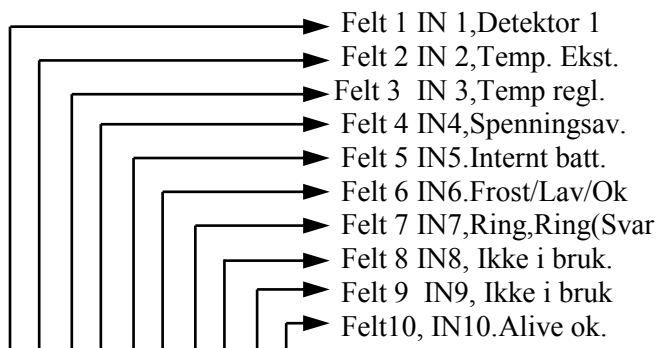 Felt 1 IN 1,Detektor 1
Felt 2 IN 2,Temp. Ekst.
Felt 3 IN 3,Temp regl.
Felt 4 IN4,Spenningsav.
Felt 5 IN5.Internt batt.
Felt 6 IN6.Frost/Lav/Ok
Felt 7 IN7,Ring,Ring(Svar
Felt 8 IN8, Ikke i bruk.
Felt 9 IN9, Ikke i bruk
Felt10, IN10.Alive ok.